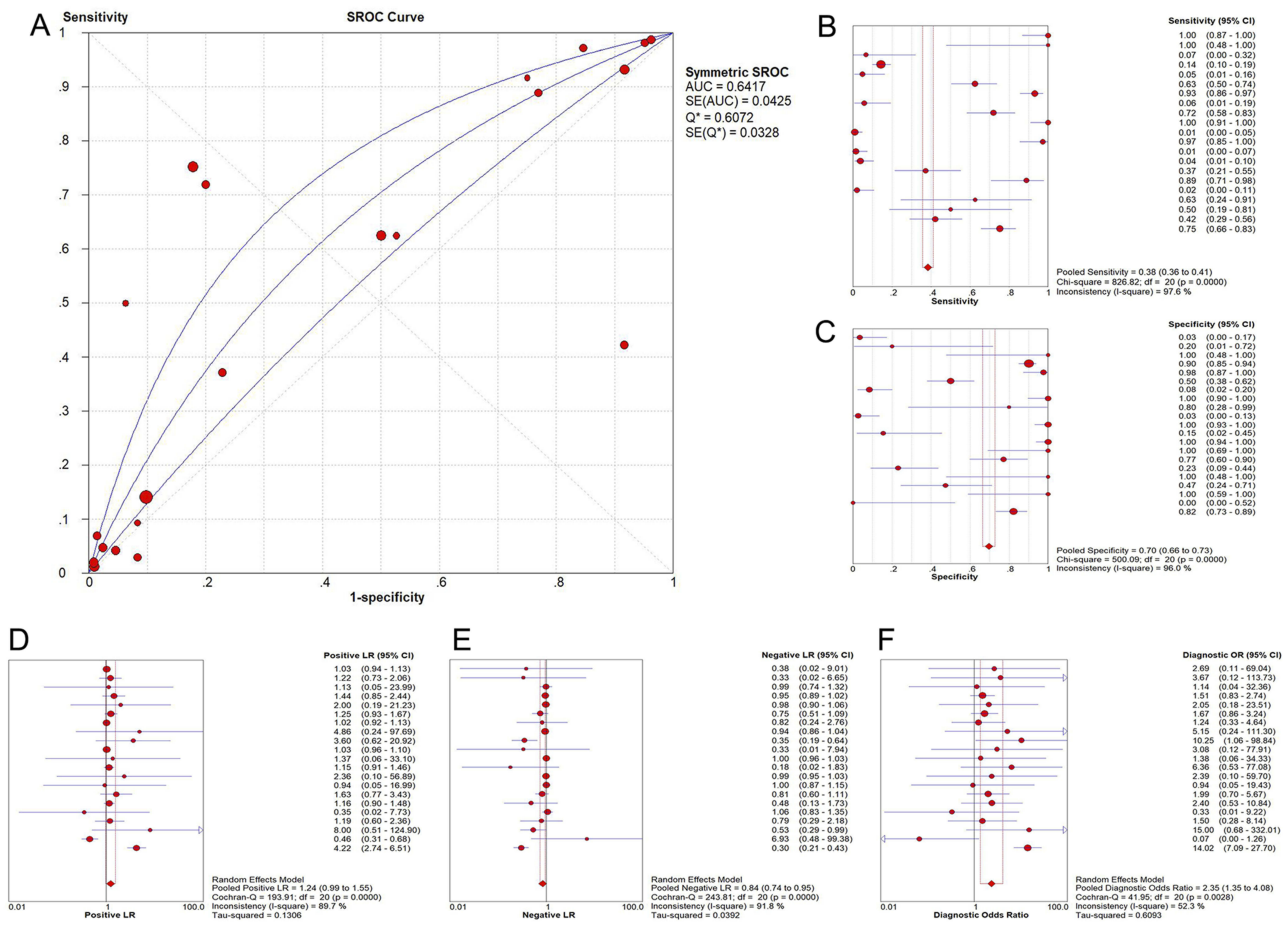 A
Sensitivity
SROC Curve
1
.9
.8
.7
.6
.5
.4
.3
.2
.1
0
0
.2
.4
.6
.8
1
1-specificity
Symmetric SROC
AUC = 0.6417
SE(AUC) = 0.0425
Q* = 0.6072
SE(Q*) = 0.0328
B
Sensitivity (95% CI)
1.00 (0.87 - 1.00)
1.00 (0.48 - 1.00)
0.07 (0.00 - 0.32)
0.14 (0.10 - 0.19)
0.05 (0.01 - 0.16)
0.63 (0.50 - 0.74)
0.93 (0.86 - 0.97)
0.06 (0.01 - 0.19)
0.72 (0.58 - 0.83)
1.00 (0.91 - 1.00)
0.01 (0.00 - 0.05)
0.97 (0.85 - 1.00)
0.01 (0.00 - 0.07)
0.04 (0.01 - 0.10)
0.37 (0.21 - 0.55)
0.89 (0.71 - 0.98)
0.02 (0.00 - 0.11)
0.63 (0.24 - 0.91)
0.50 (0.19 - 0.81)
0.42 (0.29 - 0.56)
0.75 (0.66 - 0.83)
Pooled Sensitivity = 0.38 (0.36 to 0.41)
Chi-square = 826.82; df = 20 (p = 0.0000)
Inconsistency (I-square) = 97.6 %
0 .2 .4 .6 .8 1
Sensitivity
C
Specificity (95% CI)
0.03 (0.00 - 0.17)
0.20 (0.01 - 0.72)
1.00 (0.48 - 1.00)
0.90 (0.85 - 0.94)
0.98 (0.87 - 1.00)
0.50 (0.38 - 0.62)
0.08 (0.02 - 0.20)
1.00 (0.90 - 1.00)
0.80 (0.28 - 0.99)
0.03 (0.00 - 0.13)
1.00 (0.93 - 1.00)
0.15 (0.02 - 0.45)
1.00 (0.94 - 1.00)
1.00 (0.69 - 1.00)
0.77 (0.60 - 0.90)
0.23 (0.09 - 0.44)
1.00 (0.48 - 1.00)
0.47 (0.24 - 0.71)
1.00 (0.59 - 1.00)
0.00 (0.00 - 0.52)
0.82 (0.73 - 0.89)
Pooled Specificity = 0.70 (0.66 to 0.73)
Chi-square = 500.09; df = 20 (p = 0.0000)
Inconsistency (I-square) = 96.0 %
0 .2 .4 .6 .8 1
Specificity
D
Positive LR (95% CI)
1.03 (0.94 - 1.13)
1.22 (0.73 - 2.06)
1.13 (0.05 - 23.99)
1.44 (0.85 - 2.44)
2.00 (0.19 - 21.23)
1.25 (0.93 - 1.67)
1.02 (0.92 - 1.13)
4.86 (0.24 - 97.69)
3.60 (0.62 - 20.92)
1.03 (0.96 - 1.10)
1.37 (0.06 - 33.10)
1.15 (0.91 - 1.46)
2.36 (0.10 - 56.89)
0.94 (0.05 - 16.99)
1.63 (0.77 - 3.43)
1.16 (0.90 - 1.48)
0.35 (0.02 - 7.73)
1.19 (0.60 - 2.36)
8.00 (0.51 - 124.90)
0.46 (0.31 - 0.68)
4.22 (2.74 - 6.51)
Random Effects Model
Pooled Positive LR = 1.24 (0.99 to 1.55)
Cochran-Q = 193.91; df = 20 (p = 0.0000)
Inconsistency (I-square) = 89.7 %
Tau-squared = 0.1306
0.01 1 100.0
Positive LR
E
Negative LR (95% CI)
0.38 (0.02 - 9.01)
0.33 (0.02 - 6.65)
0.99 (0.74 - 1.32)
0.95 (0.89 - 1.02)
0.98 (0.90 - 1.06)
0.75 (0.51 - 1.09)
0.82 (0.24 - 2.76)
0.94 (0.86 - 1.04)
0.35 (0.19 - 0.64)
0.33 (0.01 - 7.94)
1.00 (0.96 - 1.03)
0.18 (0.02 - 1.83)
0.99 (0.95 - 1.03)
1.00 (0.87 - 1.15)
0.81 (0.60 - 1.11)
0.48 (0.13 - 1.73)
1.06 (0.83 - 1.35)
0.79 (0.29 - 2.18)
0.53 (0.29 - 0.99)
6.93 (0.48 - 99.38)
0.30 (0.21 - 0.43)
Random Effects Model
Pooled Negative LR = 0.84 (0.74 to 0.95)
Cochran-Q = 243.81; df = 20 (p = 0.0000)
Inconsistency (I-square) = 91.8 %
Tau-squared = 0.0392
0.01 1 100.0
Negative LR
F
Diagnostic OR (95% CI)
2.69 (0.11 - 69.04)
3.67 (0.12 - 113.73)
1.14 (0.04 - 32.36)
1.51 (0.83 - 2.74)
2.05 (0.18 - 23.51)
1.67 (0.86 - 3.24)
1.24 (0.33 - 4.64)
5.15 (0.24 - 111.30)
10.25 (1.06 - 98.84)
3.08 (0.12 - 77.91)
1.38 (0.06 - 34.33)
6.36 (0.53 - 77.08)
2.39 (0.10 - 59.70)
0.94 (0.05 - 19.43)
1.99 (0.70 - 5.67)
2.40 (0.53 - 10.84)
0.33 (0.01 - 9.22)
1.50 (0.28 - 8.14)
15.00 (0.68 - 332.01)
0.07 (0.00 - 1.26)
14.02 (7.09 - 27.70)
Random Effects Model
Pooled Diagnostic Odds Ratio = 2.35 (1.35 to 4.08)
Cochran-Q = 41.95; df = 20 (p = 0.0028)
Inconsistency (I-square) = 52.3 %
Tau-squared = 0.6093
0.01 1 100.0
Diagnostic Odds Ratio